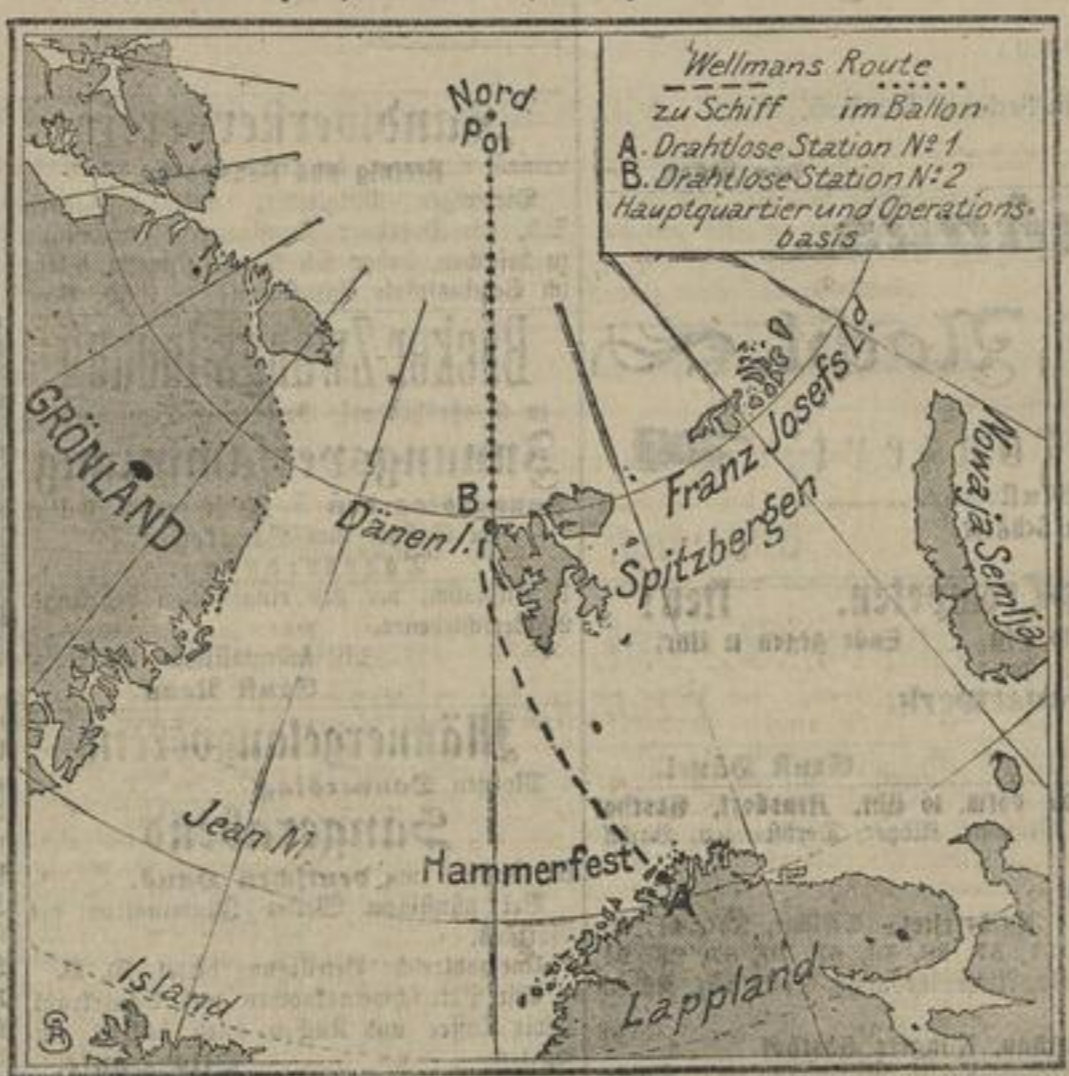 Wellmans Route
zu Schiff im Ballon
A. Drahtlose Station Nº 1
B. Drahtlose Station Nº 2
Hauptquartier und Operations-
basis
Nord
Pol
GRÖNLAND
B
Dänen I.
Franz Josefs Ld.
Spitzbergen
Nowaja Semlja
Jean M.
Hammerfest
A
Island
Lappland